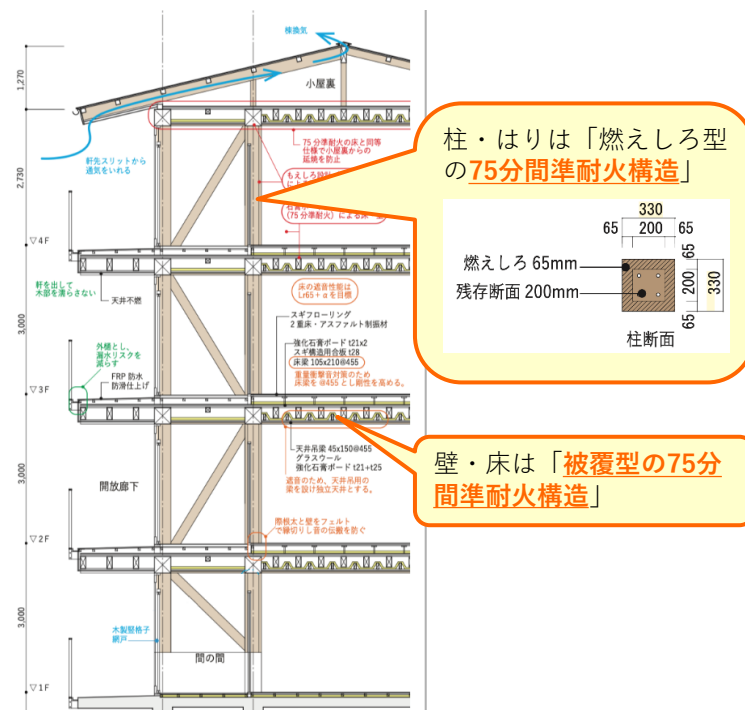 棟換気
小屋裏
1,270
2,730
3,000
3,000
3,000
軒先スリットから
通気をいれる
75 分準耐火の床と同等
仕様で小屋裏からの
延焼を防止
もえしろ設計
による
(75 分準耐火) による床
▽4F
軒を出して
木部を濡らさない
天井不燃
床の遮音性能は
Lr65+αを目標
スギフローリング
2重床・アスファルト制振材
強化石膏ボード t21x2
スギ構造用合板 t28
床梁 105x210@455
重量衝撃音対策のため
床梁を @455 とし剛性を高める。
外樋とし、
漏水リスクを
減らす
FRP 防水
防滑仕上げ
▽3F
天井吊梁 45x150@455
グラスウール
強化石膏ボード t21+t25
遮音のため、天井吊用の
梁を設け独立天井とする。
開放廊下
際根太と壁をフェルト
で縁切りし音の伝搬を防ぐ
▽2F
木製竪格子
網戸
間の間
▽1F
柱・はりは「燃えしろ型
の75分間準耐火構造」
330
65 200 65
燃えしろ 65mm
残存断面 200mm
65
200
65
330
柱断面
壁・床は「被覆型の75分
間準耐火構造」